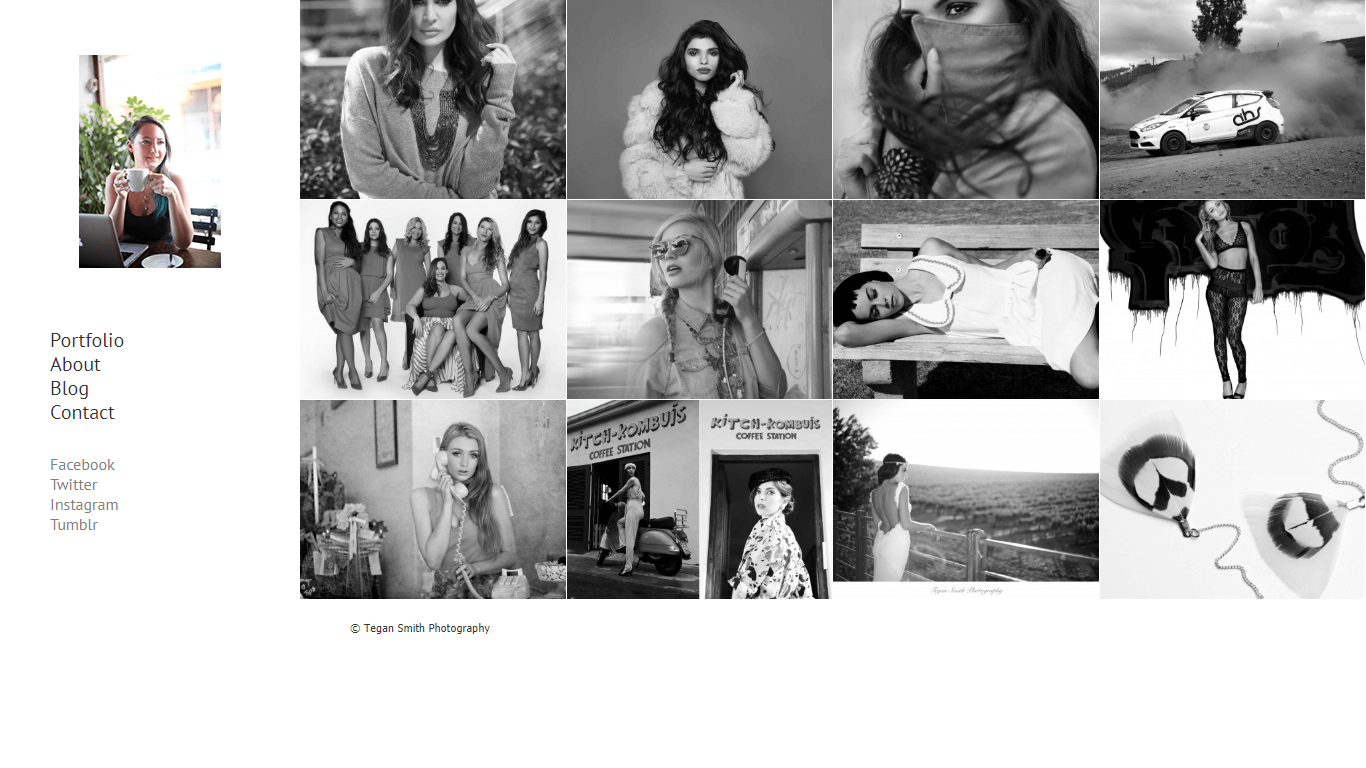 Portfolio
About
Blog
Contact
Facebook
Twitter
Instagram
Tumblr
KITCH-KOMBUIS
COFFEE STATION
KITCH-KOMBUIS
COFFEE STATION
Tegan Smith Photography
© Tegan Smith Photography